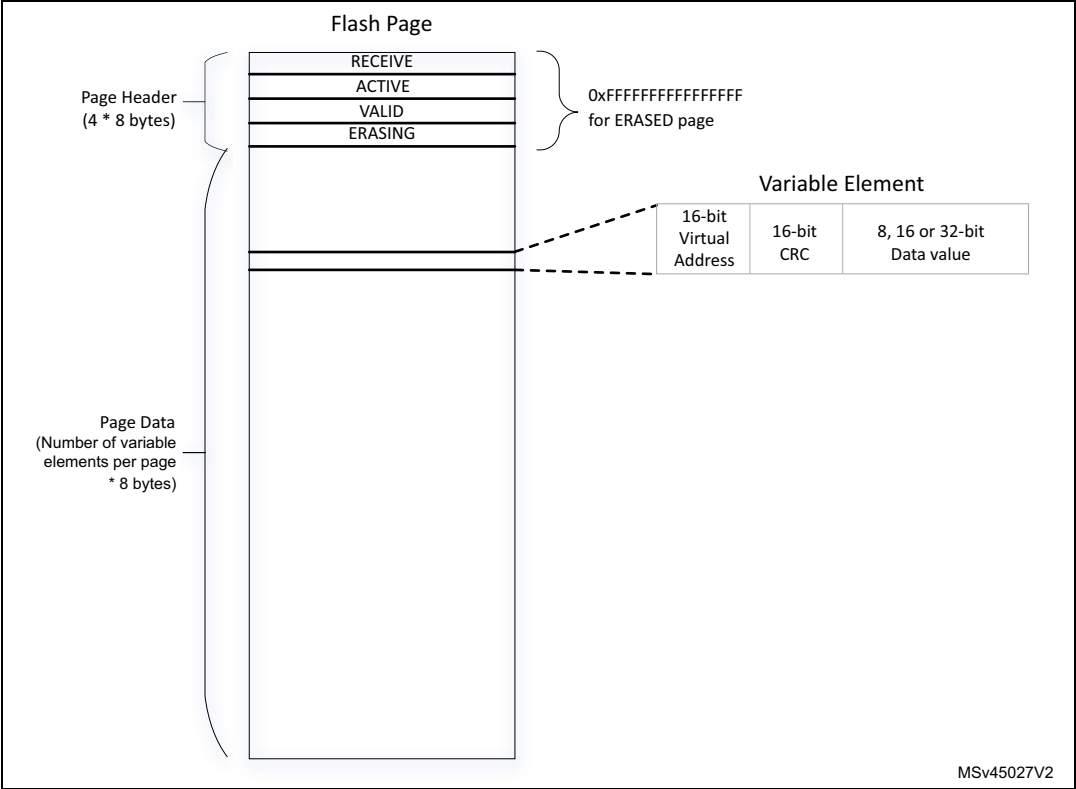 Flash Page
RECEIVE
ACTIVE
VALID
ERASING
Page Header
(4 * 8 bytes)
0xFFFFFFFFFFFFFFFF
for ERASED page
Variable Element
16-bit
Virtual
Address
16-bit
CRC
8, 16 or 32-bit
Data value
Page Data
(Number of variable
elements per page
* 8 bytes)
MSv45027V2